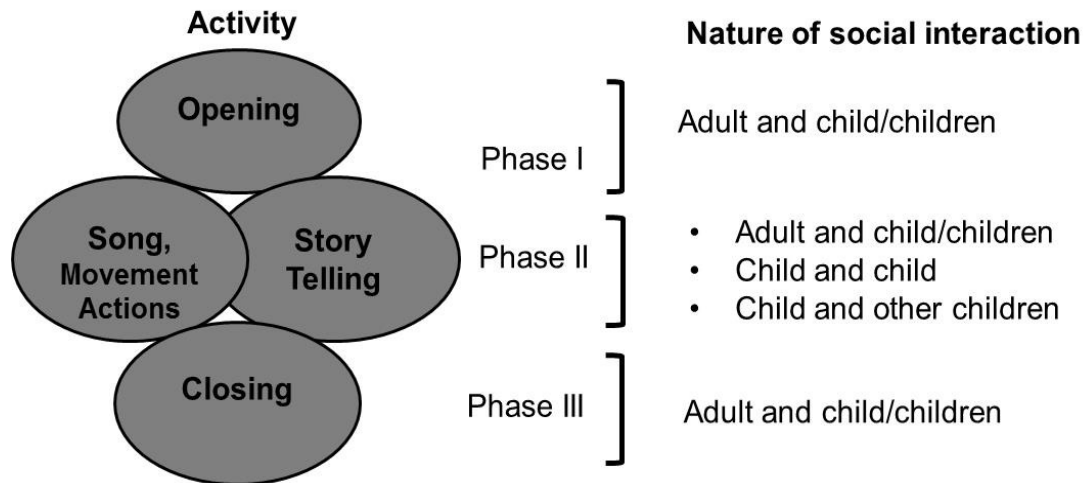 Activity
Nature of social interaction
Opening
Phase I
Adult and child/children
Song,
Movement
Actions
Story
Telling
Phase II
• Adult and child/children
• Child and child
• Child and other children
Closing
Phase III
Adult and child/children